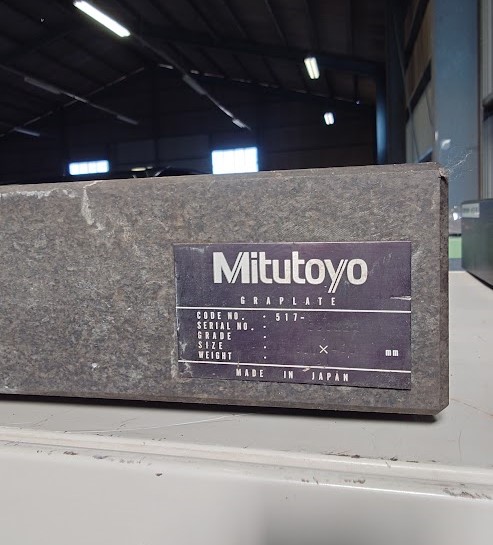 Mitutoyo
GRAPLATE
CODE NO. : 517-
SERIAL NO. :
GRADE :
SIZE : × mm
WEIGHT :
MADE IN JAPAN